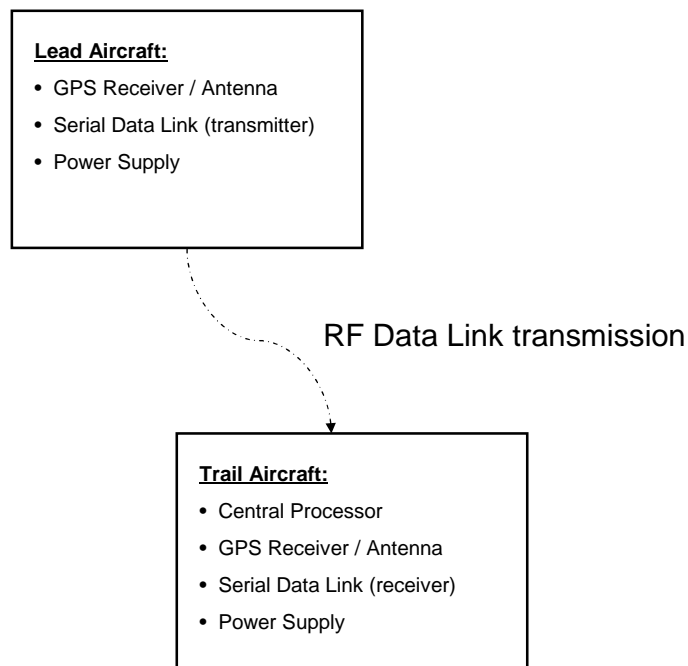 Lead Aircraft:
• GPS Receiver / Antenna
• Serial Data Link (transmitter)
• Power Supply
RF Data Link transmission
Trail Aircraft:
• Central Processor
• GPS Receiver / Antenna
• Serial Data Link (receiver)
• Power Supply